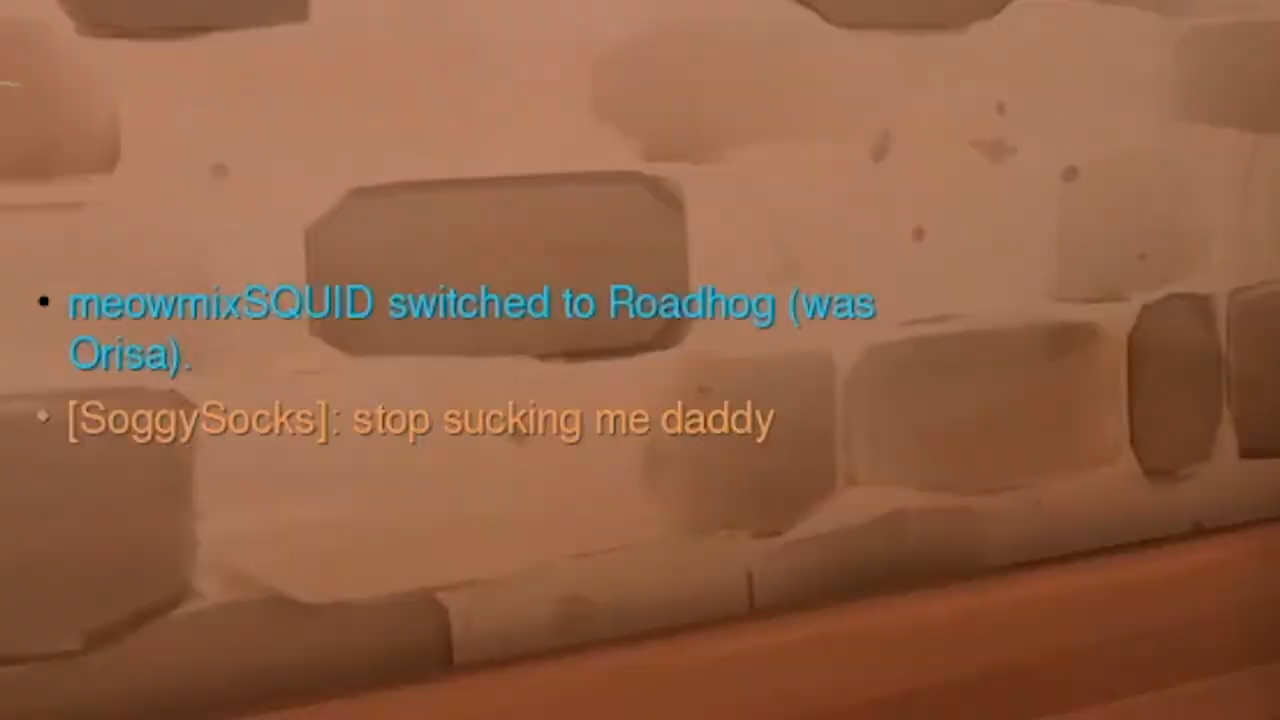 • meowmixSQUID switched to Roadhog (was
Orisa).
• [SoggySocks]: stop sucking me daddy